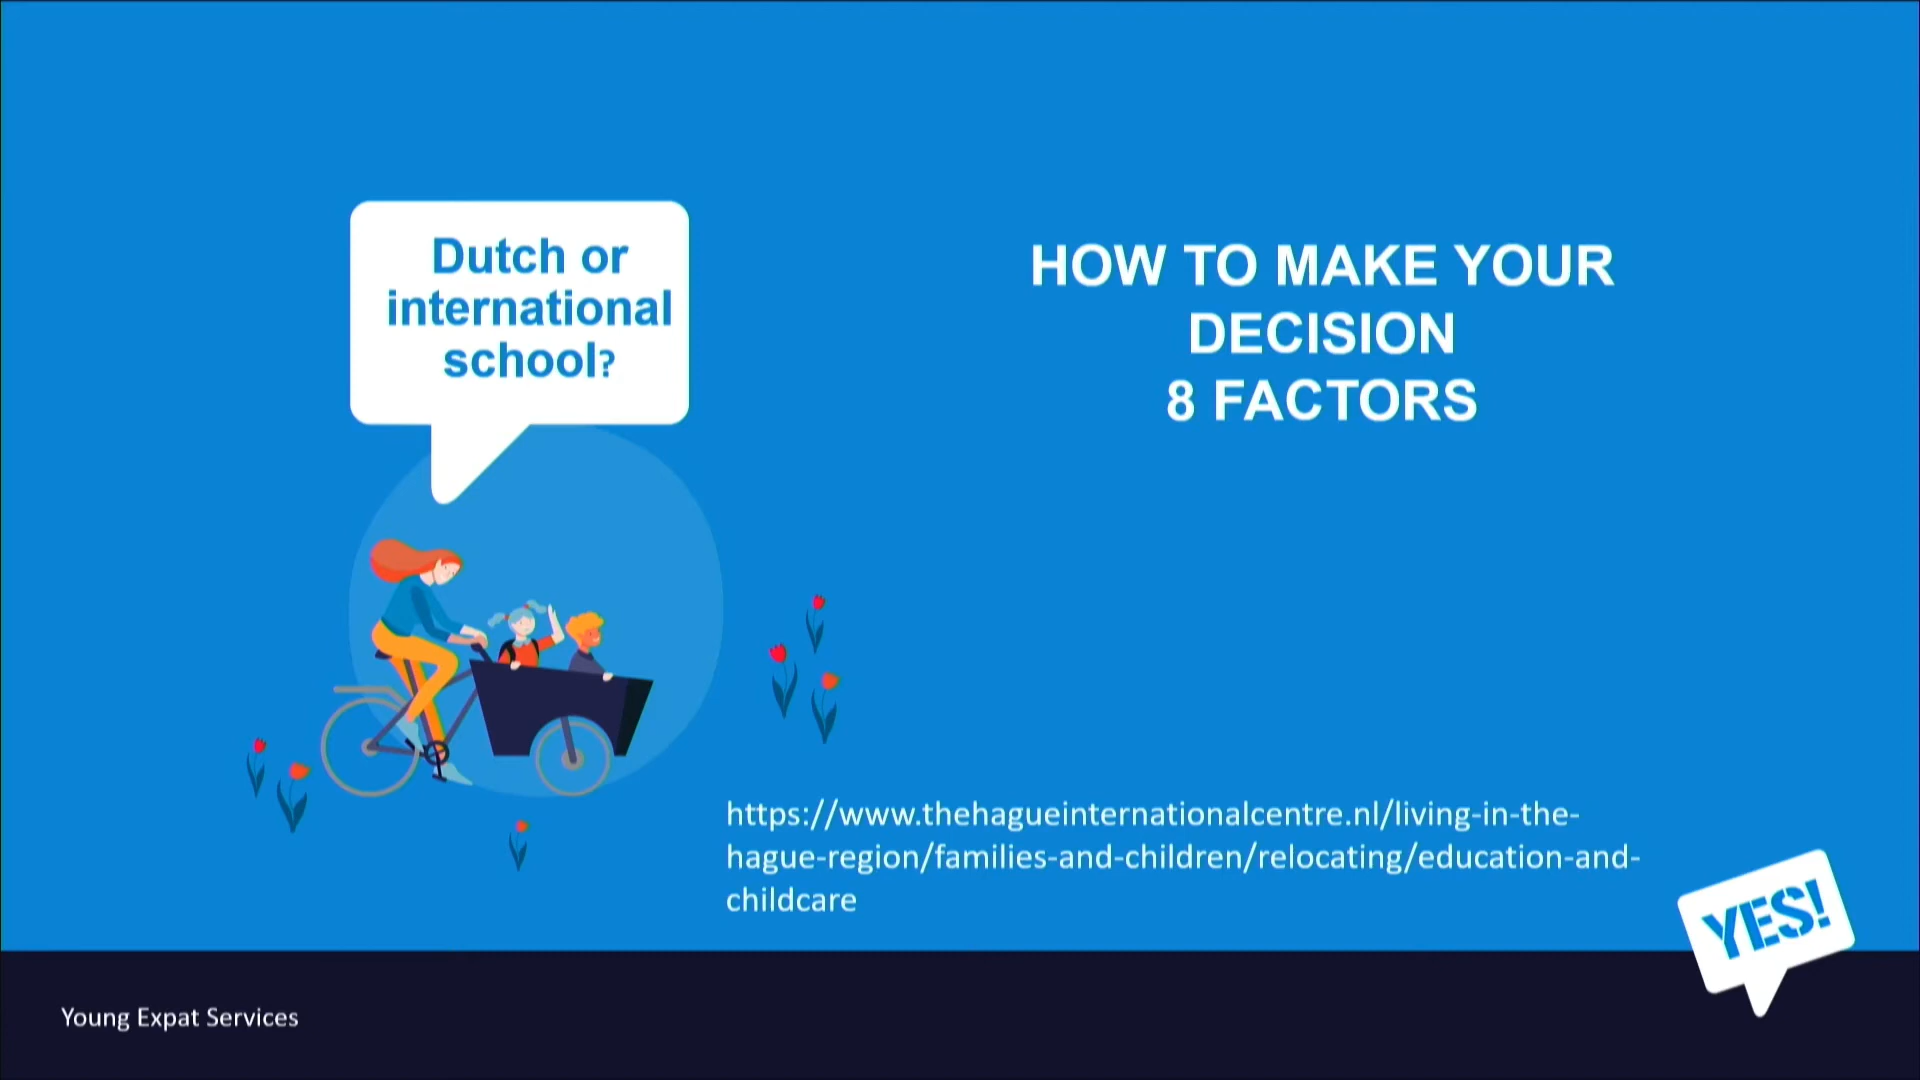 Dutch or
international
school?
HOW TO MAKE YOUR
DECISION
8 FACTORS
https://www.thehagueinternationalcentre.nl/living-in-the-
hague-region/families-and-children/relocating/education-and-
childcare
YES!
Young Expat Services